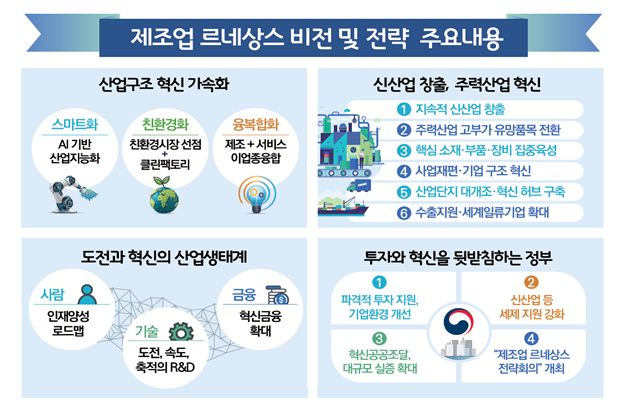 제조업 르네상스 비전 및 전략 주요내용
산업구조 혁신 가속화
스마트화
AI 기반
산업지능화
친환경화
친환경시장 선점
+
클린팩토리
융복합화
제조 + 서비스
이업종융합
신산업 창출, 주력산업 혁신
1 지속적 신산업 창출
2 주력산업 고부가 유망품목 전환
3 핵심 소재·부품·장비 집중육성
4 사업재편·기업 구조 혁신
5 산업단지 대개조·혁신 허브 구축
6 수출지원·세계일류기업 확대
도전과 혁신의 산업생태계
사람
인재양성
로드맵
기술
도전, 속도,
축적의 R&D
금융
혁신금융
확대
투자와 혁신을 뒷받침하는 정부
1
파격적 투자 지원,
기업환경 개선
2
신산업 등
세제 지원 강화
3
혁신공공조달,
대규모 실증 확대
4
“제조업 르네상스
전략회의” 개최